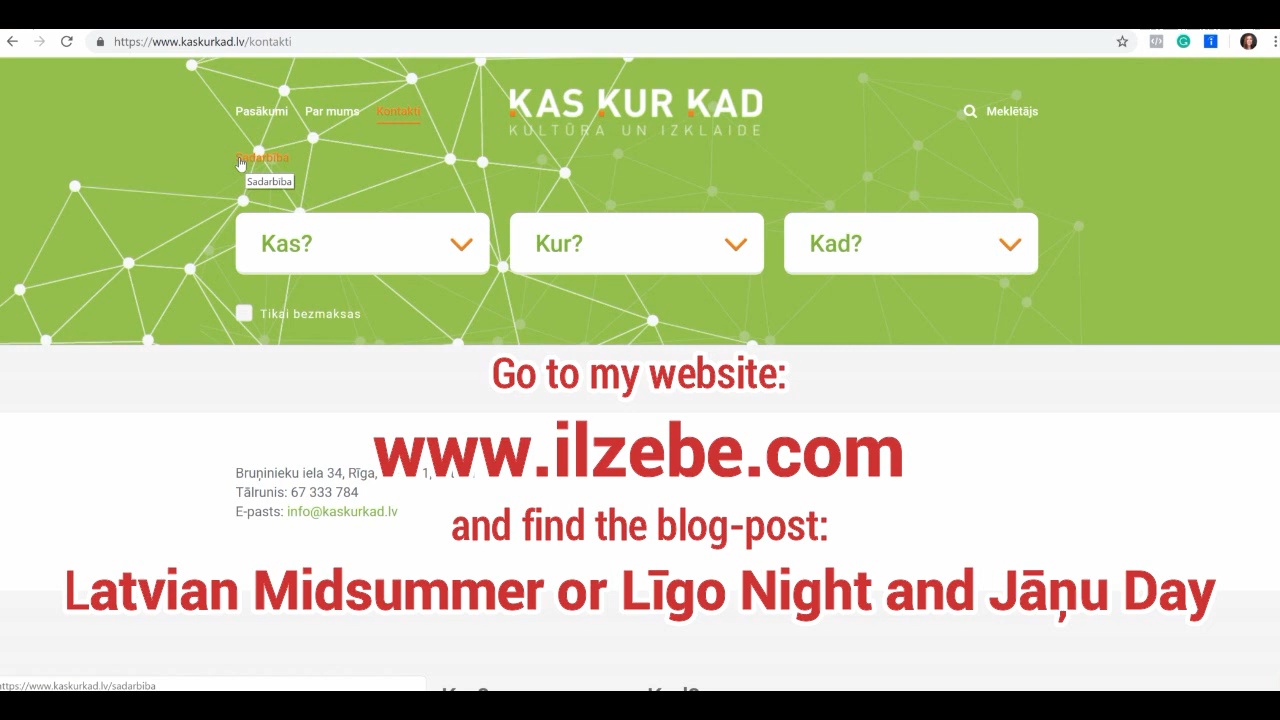 https://www.kaskurkad.lv/kontakti
Pasākumi Par mums Kontakti
KAS KUR KAD
KULTŪRA UN IZKLAIDE
Meklētājs
Sadarbība
Sadarbība
Kas? Kur? Kad?
Tikai bezmaksas
Go to my website:
www.ilzebe.com
Bruņinieku iela 34, Rīga, 1,
Tālrunis: 67 333 784
E-pasts: info@kaskurkad.lv
and find the blog-post:
Latvian Midsummer or Līgo Night and Jāņu Day
https://www.kaskurkad.lv/sadarbiba